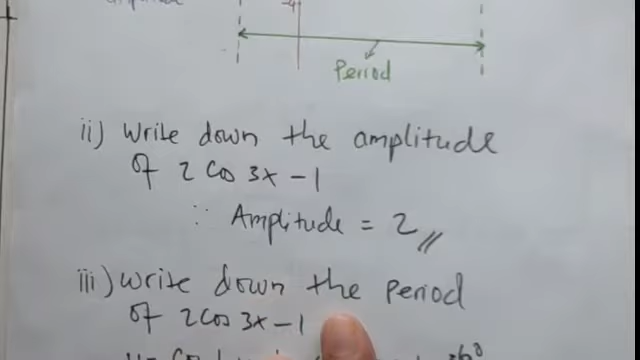 -4
Period
ii) Write down the amplitude
of 2 Cos 3x - 1
∵ Amplitude = 2 //
iii) Write down the period
of 2 cos 3x - 1